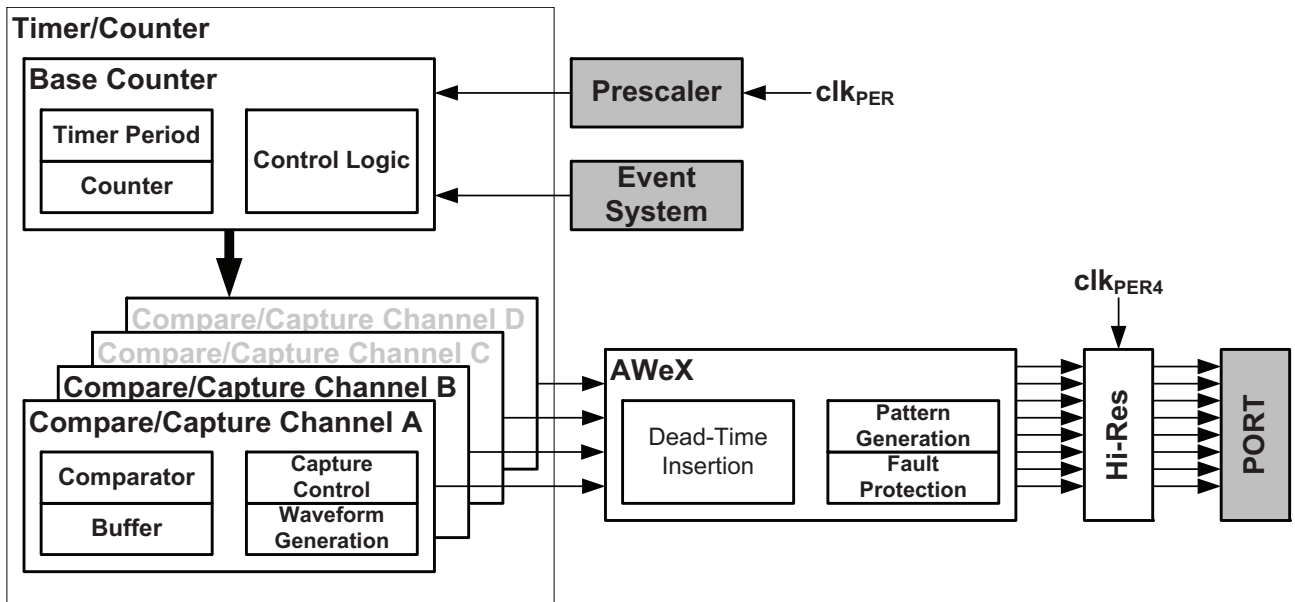 Timer/Counter
Base Counter
Timer Period
Counter
Control Logic
Prescaler
clkPER
Event
System
Compare/Capture Channel D
Compare/Capture Channel C
Compare/Capture Channel B
Compare/Capture Channel A
Comparator
Buffer
Capture
Control
Waveform
Generation
AWeX
Dead-Time
Insertion
Pattern
Generation
Fault
Protection
clkPER4
Hi-Res
PORT